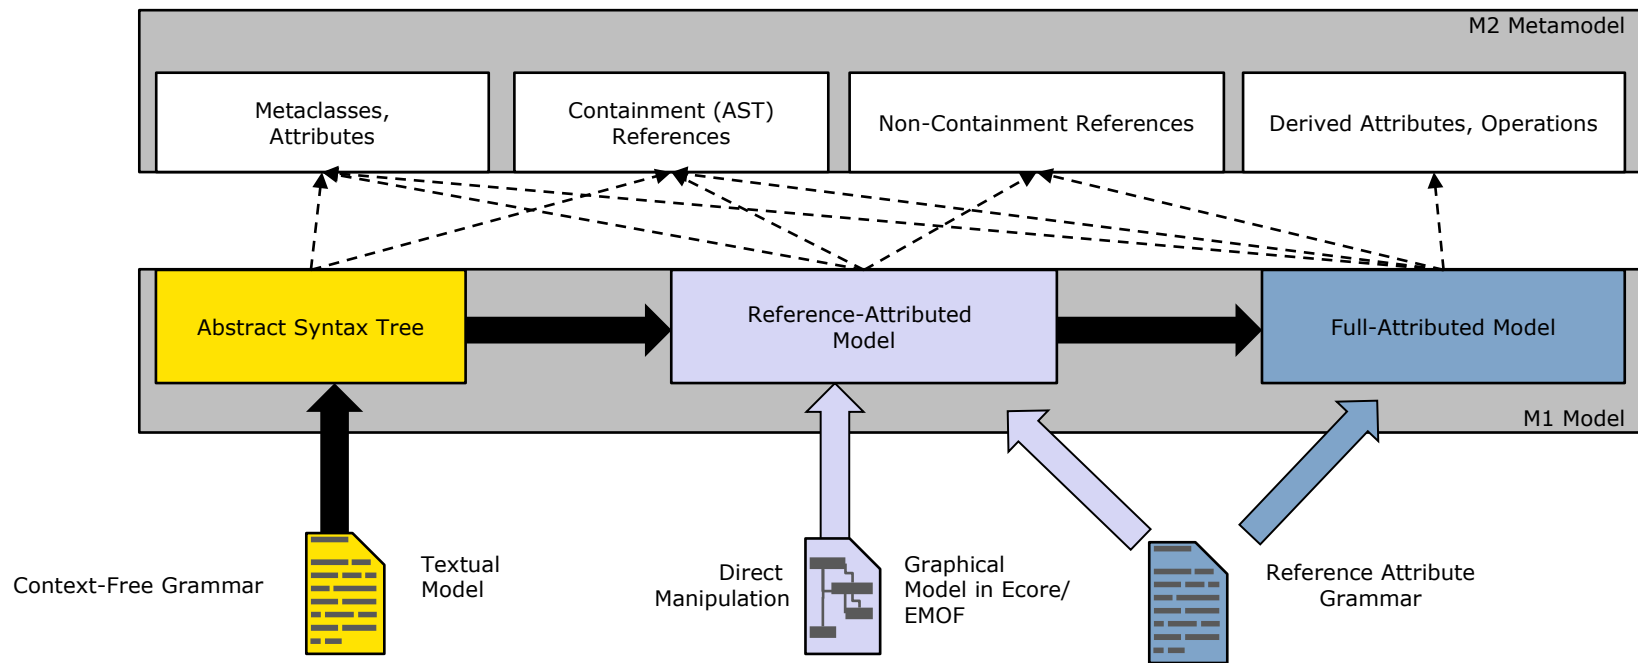 M2 Metamodel
Metaclasses,
Attributes
Containment (AST)
References
Non-Containment References
Derived Attributes, Operations
Abstract Syntax Tree
Reference-Attributed
Model
Full-Attributed Model
M1 Model
Context-Free Grammar
Textual
Model
Direct
Manipulation
Graphical
Model in Ecore/
EMOF
Reference Attribute
Grammar